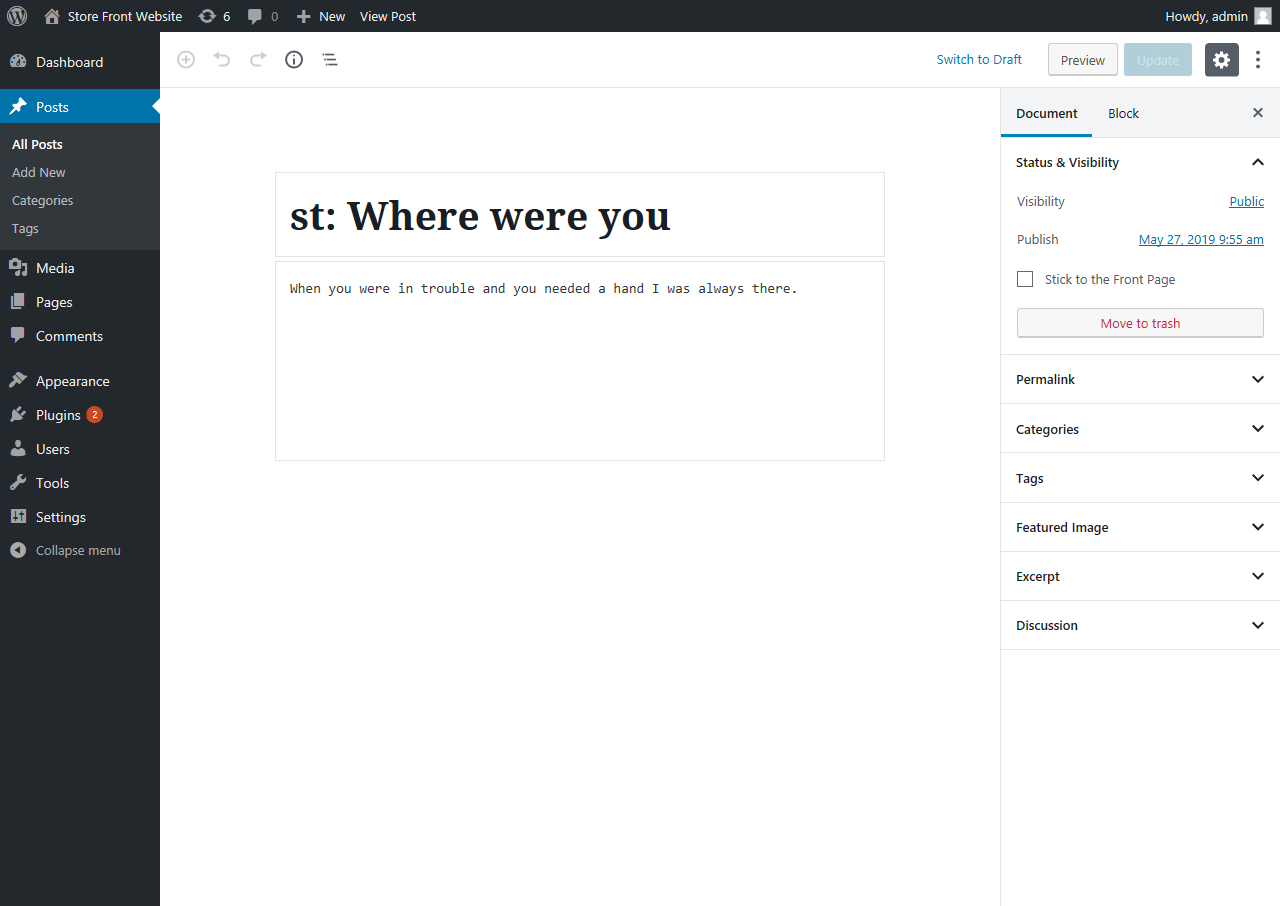 Store Front Website 6 0 New View Post Howdy, admin
Dashboard
Posts
All Posts
Add New
Categories
Tags
Media
Pages
Comments
Appearance
Plugins 2
Users
Tools
Settings
Collapse menu
Switch to Draft Preview Update
st: Where were you
When you were in trouble and you needed a hand I was always there.
Document Block
Status & Visibility
Visibility Public
Publish May 27, 2019 9:55 am
Stick to the Front Page
Move to trash
Permalink
Categories
Tags
Featured Image
Excerpt
Discussion